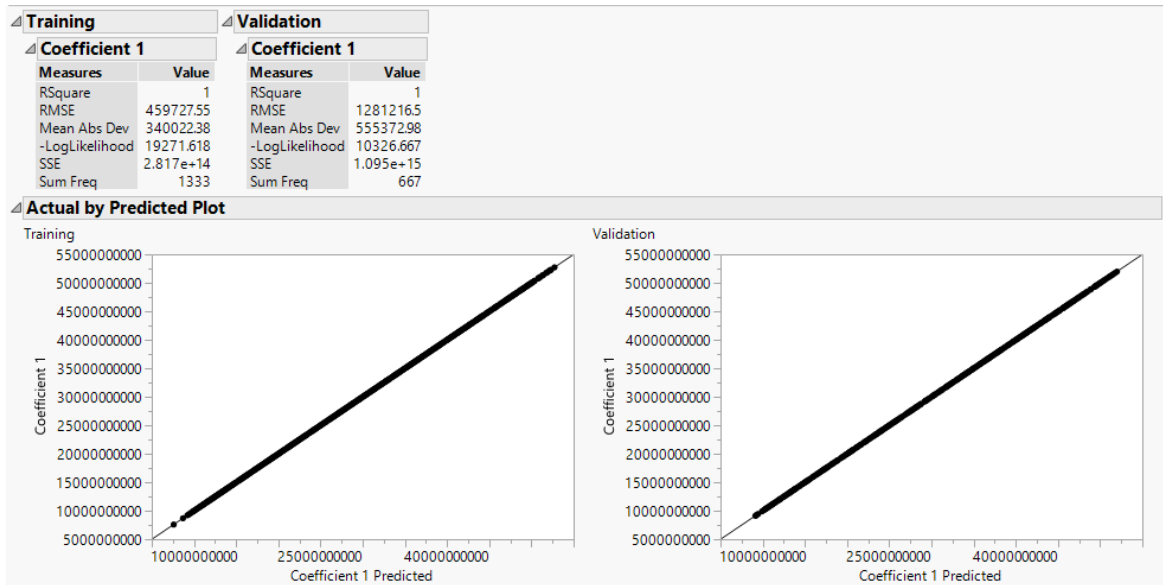 Training Validation
Coefficient 1 Coefficient 1
Measures Value Measures Value
RSquare 1 RSquare 1
RMSE 459727.55 RMSE 1281216.5
Mean Abs Dev 340022.38 Mean Abs Dev 555372.98
-LogLikelihood 19271.618 -LogLikelihood 10326.667
SSE 2.817e+14 SSE 1.095e+15
Sum Freq 1333 Sum Freq 667
Actual by Predicted Plot
Training Validation
55000000000 55000000000
50000000000 50000000000
45000000000 45000000000
40000000000 40000000000
35000000000 35000000000
30000000000 30000000000
25000000000 25000000000
20000000000 20000000000
15000000000 15000000000
10000000000 10000000000
5000000000 5000000000
Coefficient 1 Coefficient 1
10000000000 25000000000 40000000000 10000000000 25000000000 40000000000
Coefficient 1 Predicted Coefficient 1 Predicted